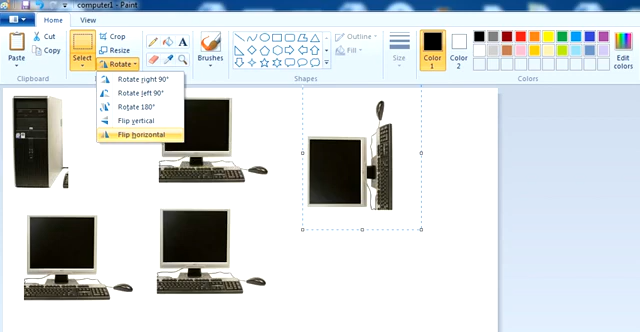 computer1 - Paint
Home
View
Paste
Cut
Copy
Clipboard
Select
Crop
Resize
Rotate
Rotate right 90°
Rotate left 90°
Rotate 180°
Flip vertical
Flip horizontal
A
Brushes
Outline
Fill
Shapes
Size
Color
1
Color
2
Edit
colors
Colors